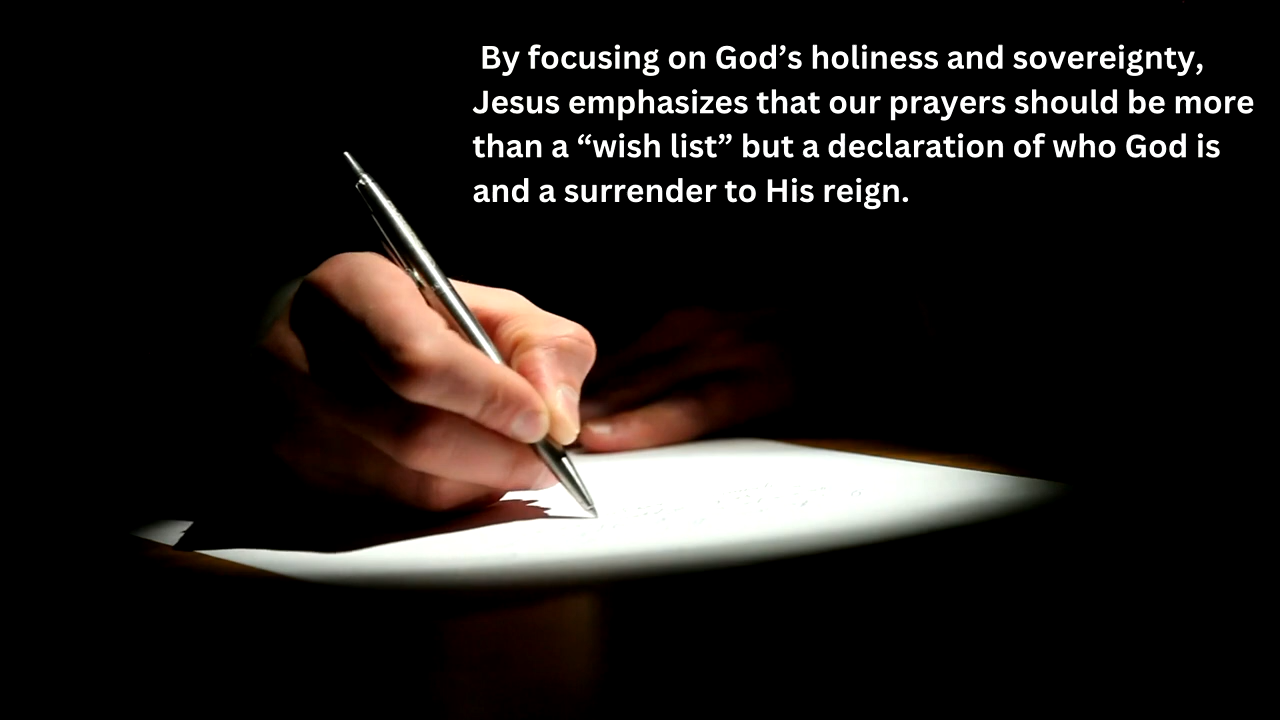 By focusing on God’s holiness and sovereignty,
Jesus emphasizes that our prayers should be more
than a “wish list” but a declaration of who God is
and a surrender to His reign.